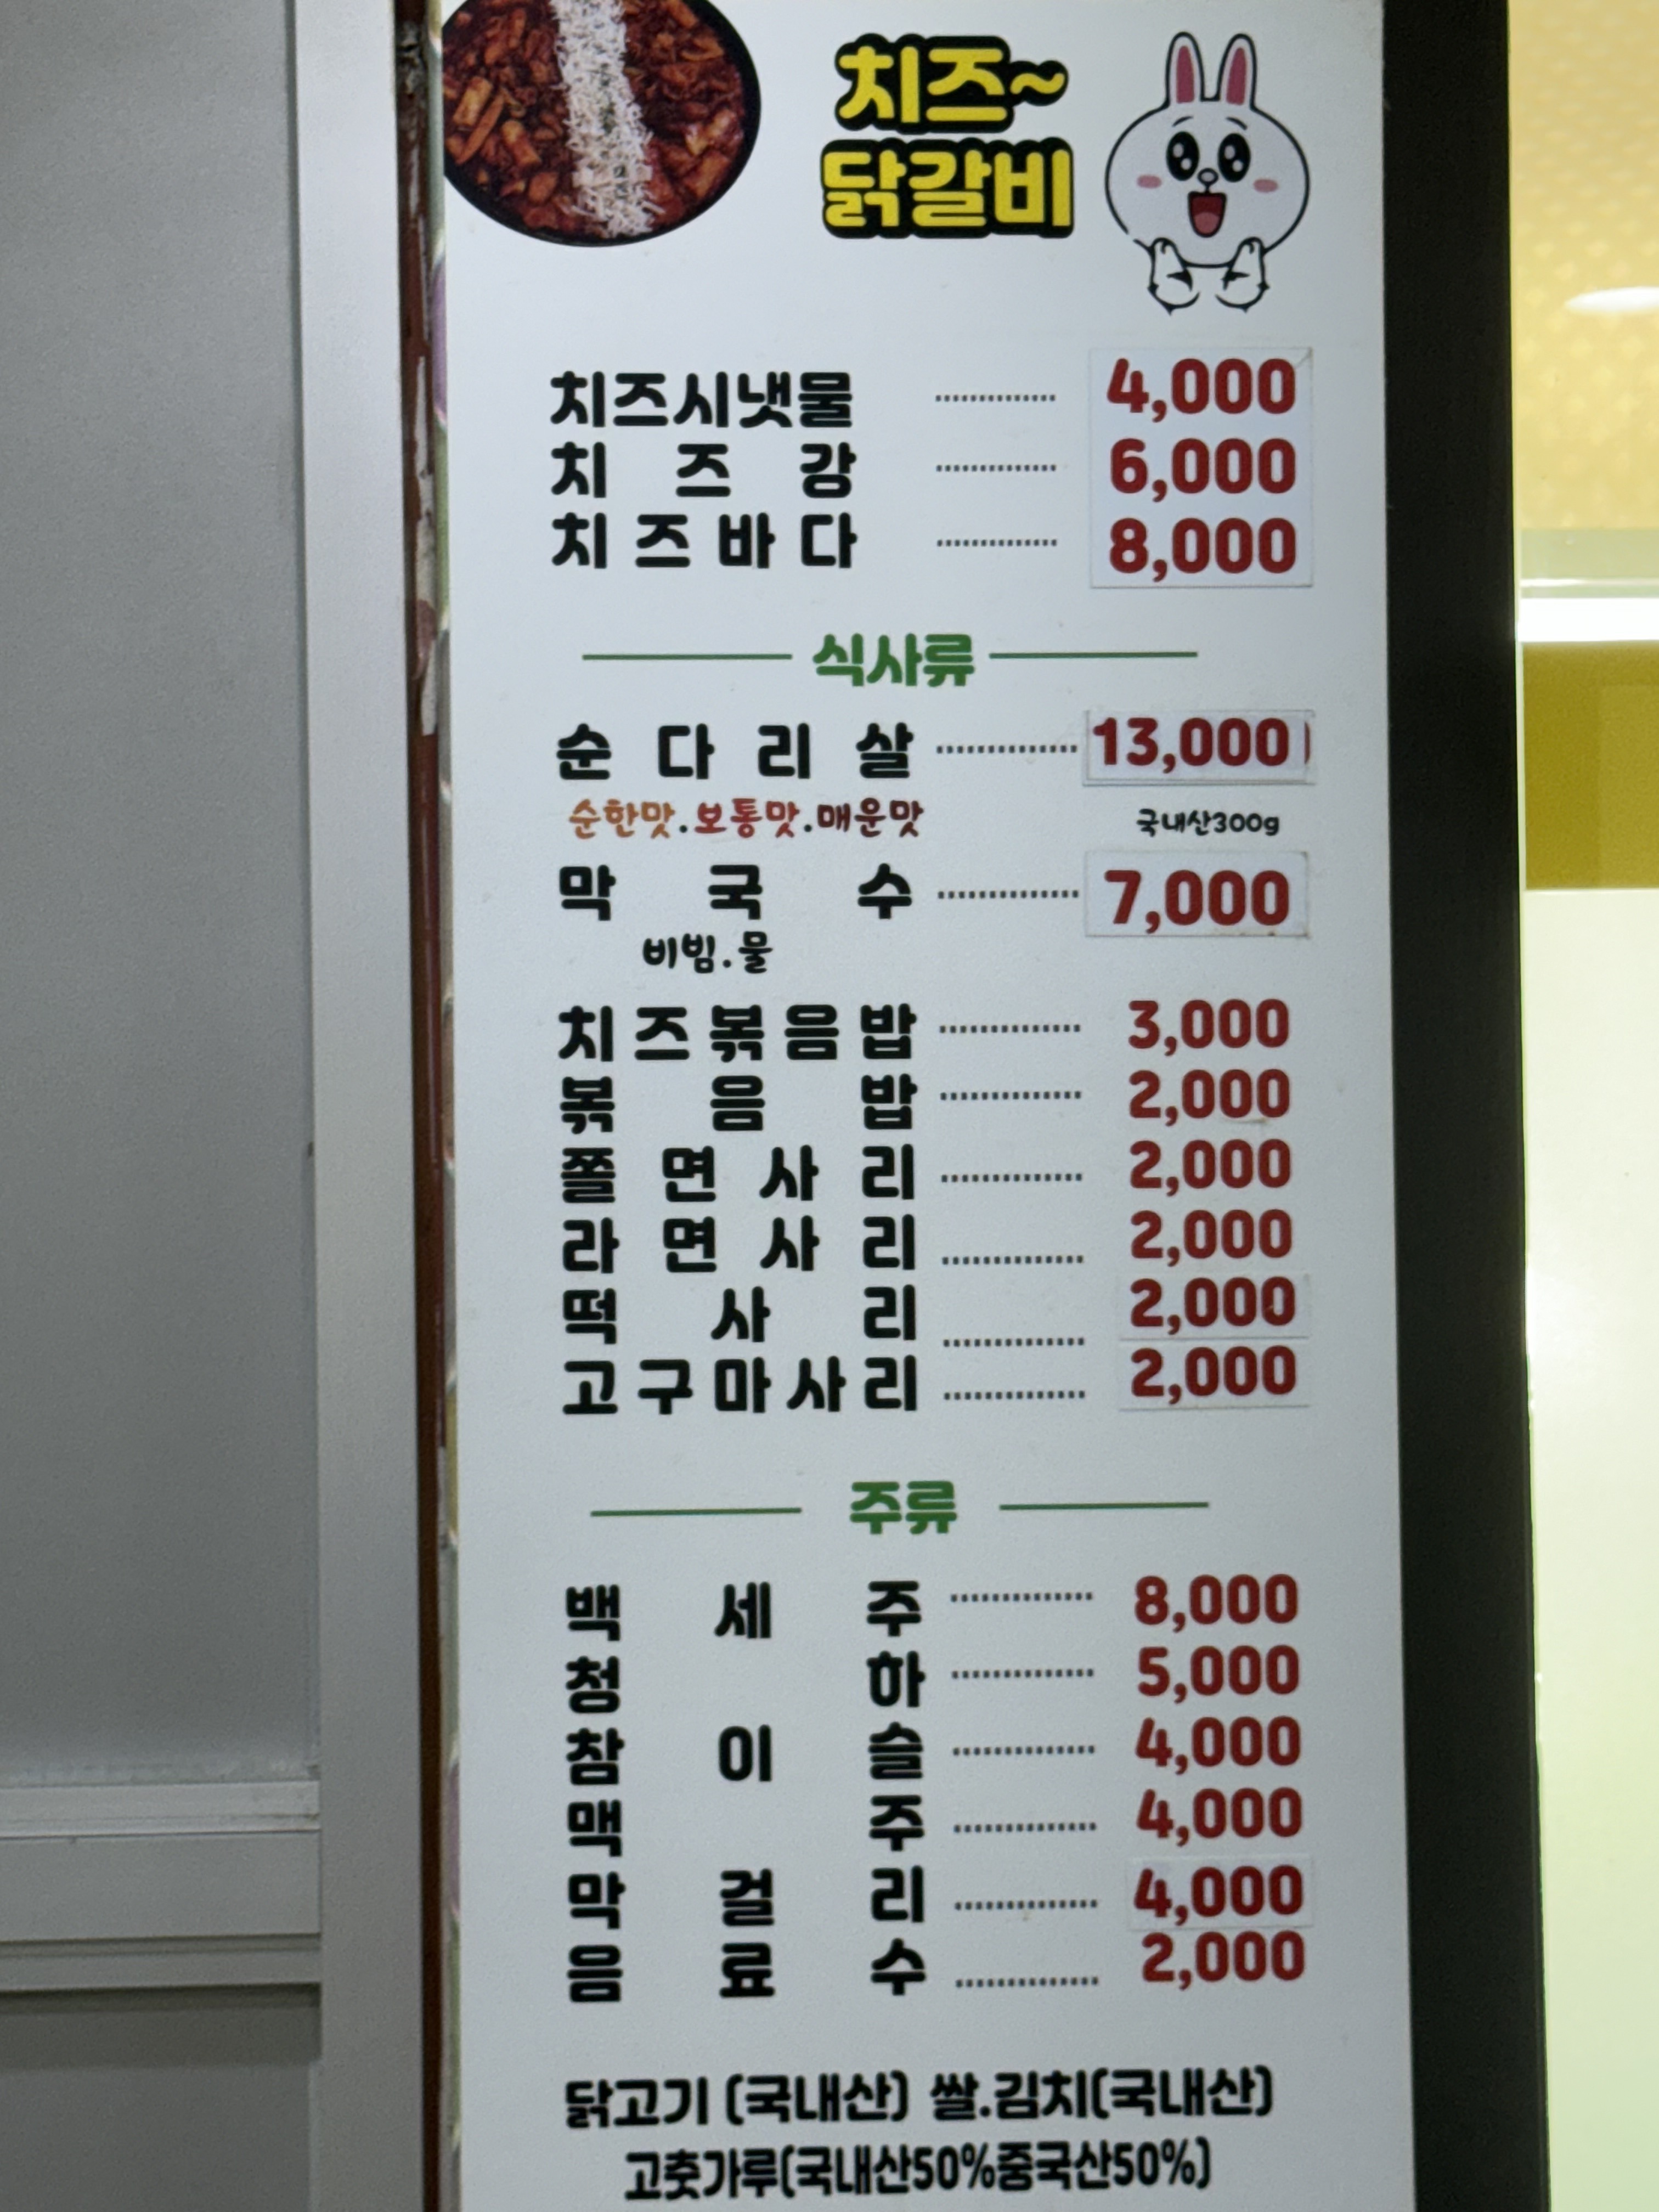 치즈~
닭갈비
치즈시냇물 4,000
치즈강 6,000
치즈바다 8,000
식사류
순다리살 13,000
순한맛.보통맛.매운맛 국내산300g
막국수 7,000
비빔.물
치즈볶음밥 3,000
볶음밥 2,000
쫄면사리 2,000
라면사리 2,000
떡사리 2,000
고구마사리 2,000
주류
백세주 8,000
청하 5,000
참이슬 4,000
맥주 4,000
막걸리 4,000
음료수 2,000
닭고기 (국내산) 쌀.김치(국내산)
고춧가루(국내산50%중국산50%)